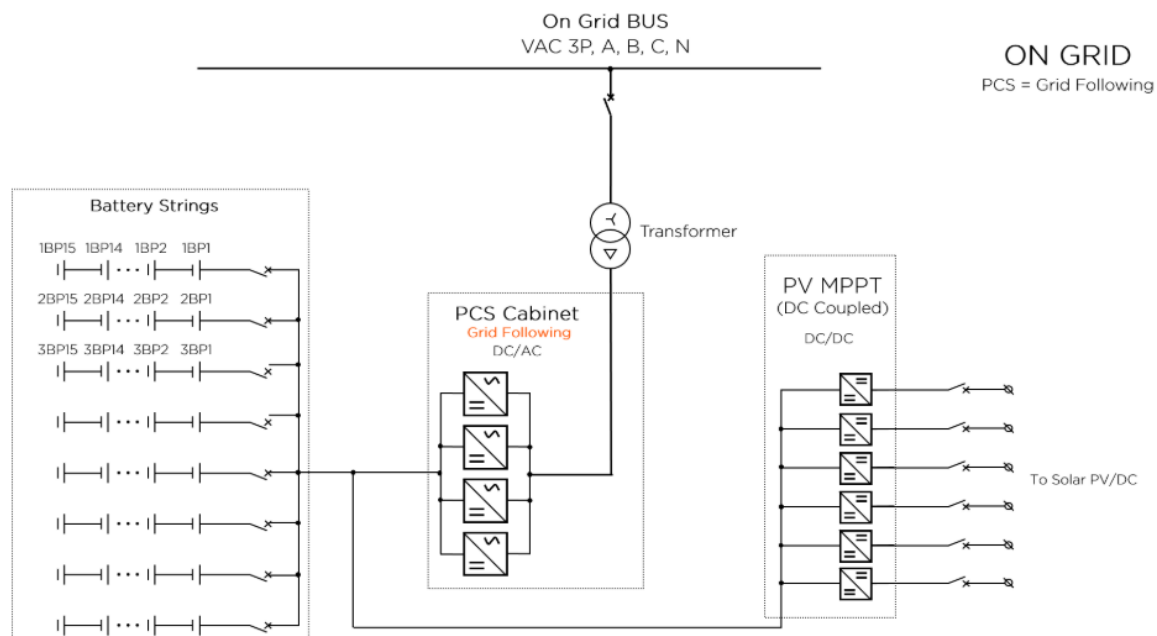 On Grid BUS
VAC 3P, A, B, C, N
ON GRID
PCS = Grid Following
Battery Strings
1BP15 1BP14 1BP2 1BP1
2BP15 2BP14 2BP2 2BP1
3BP15 3BP14 3BP2 3BP1
Transformer
PCS Cabinet
Grid Following
DC/AC
PV MPPT
(DC Coupled)
DC/DC
To Solar PV/DC